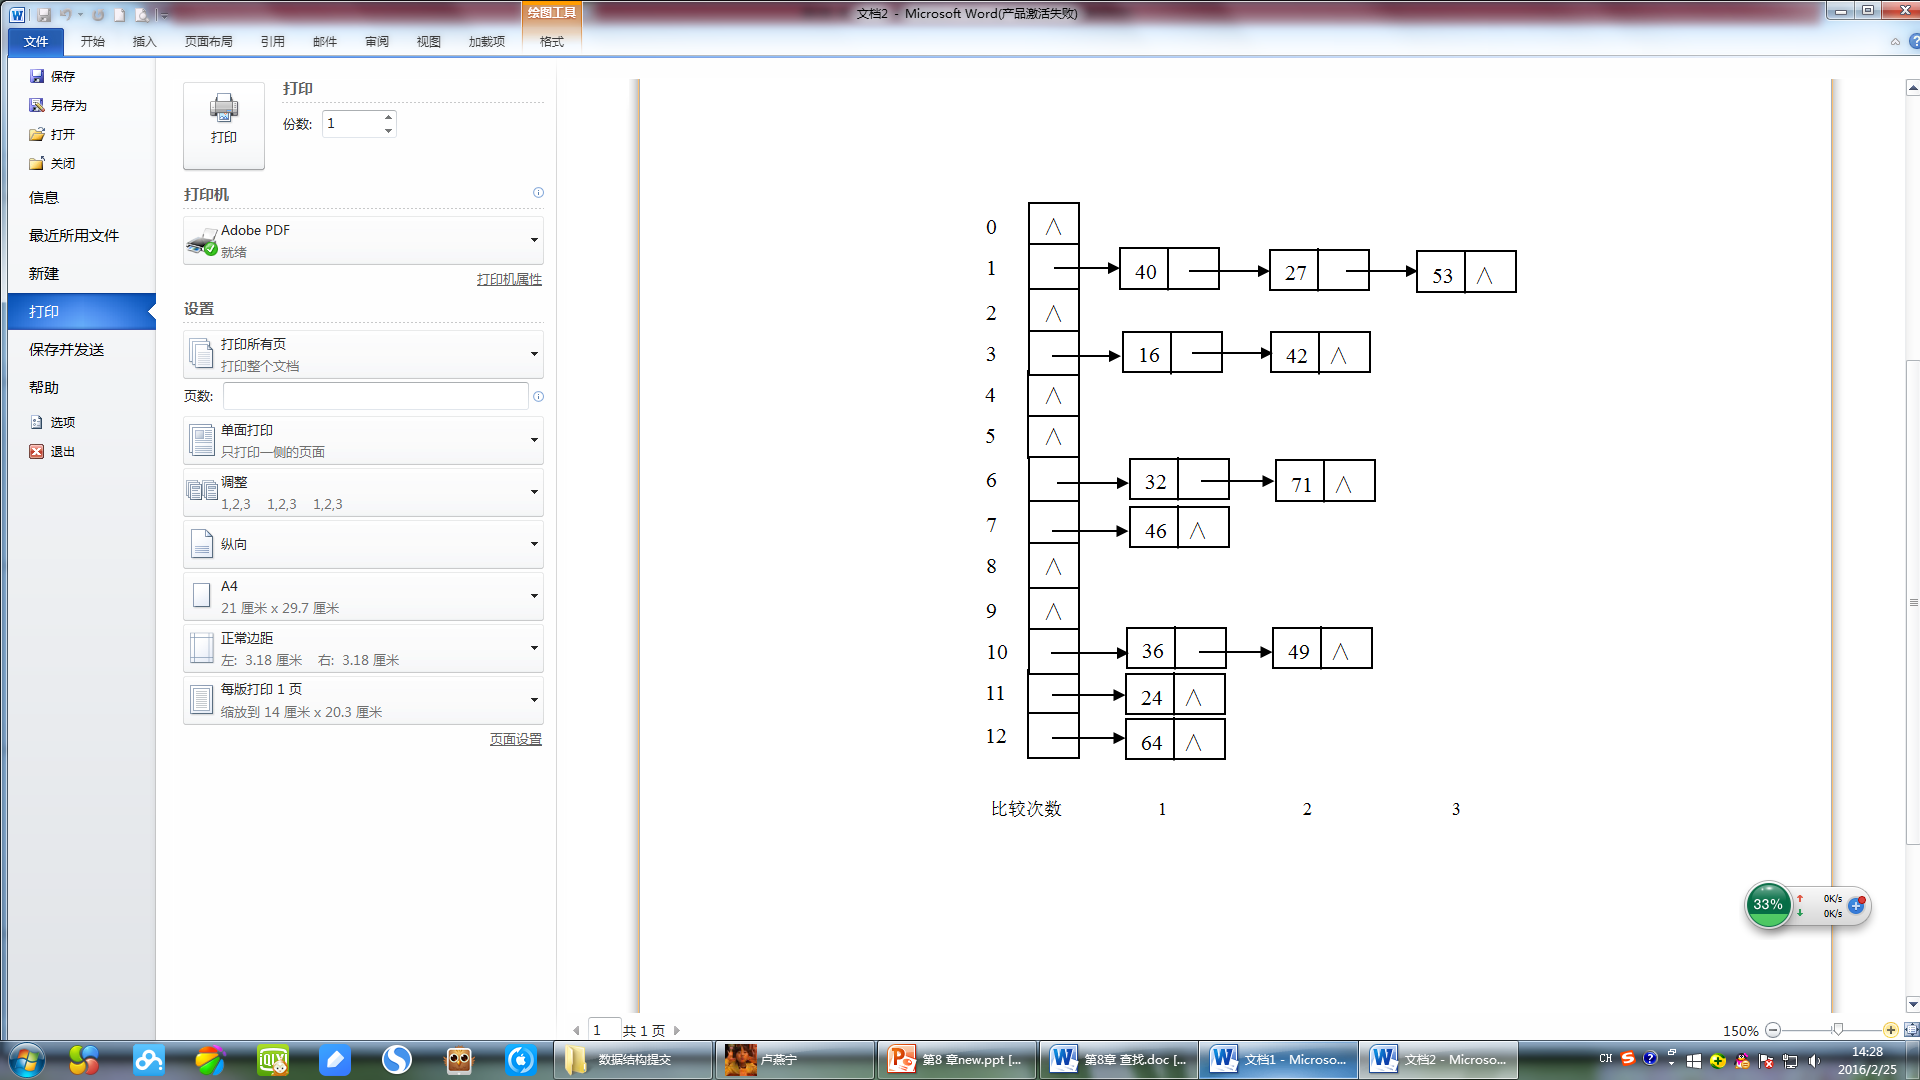 绘图工具
文档2 - Microsoft Word(产品激活失败)
文件 开始 插入 页面布局 引用 邮件 审阅 视图 加载项 格式
保存
另存为
打开
关闭
信息
最近所用文件
新建
打印
保存并发送
帮助
选项
退出
打印
打印
份数: 1
打印机
Adobe PDF
就绪
打印机属性
设置
打印所有页
打印整个文档
页数:
单面打印
只打印一侧的页面
调整
1,2,3 1,2,3 1,2,3
纵向
A4
21 厘米 x 29.7 厘米
正常边距
左: 3.18 厘米 右: 3.18 厘米
每版打印 1 页
缩放到 14 厘米 x 20.3 厘米
页面设置
0 ∧
1 40 27 53 ∧
2 ∧
3 16 42 ∧
4 ∧
5 ∧
6 32 71 ∧
7 46 ∧
8 ∧
9 ∧
10 36 49 ∧
11 24 ∧
12 64 ∧
比较次数 1 2 3
33% 0K/s
0K/s
1 共 1 页
150%
数据结构提交
卢燕宁
第8 章new.ppt [...
第8章 查找.doc [...
文档1 - Microso...
文档2 - Microso...
CH
14:28
2016/2/25